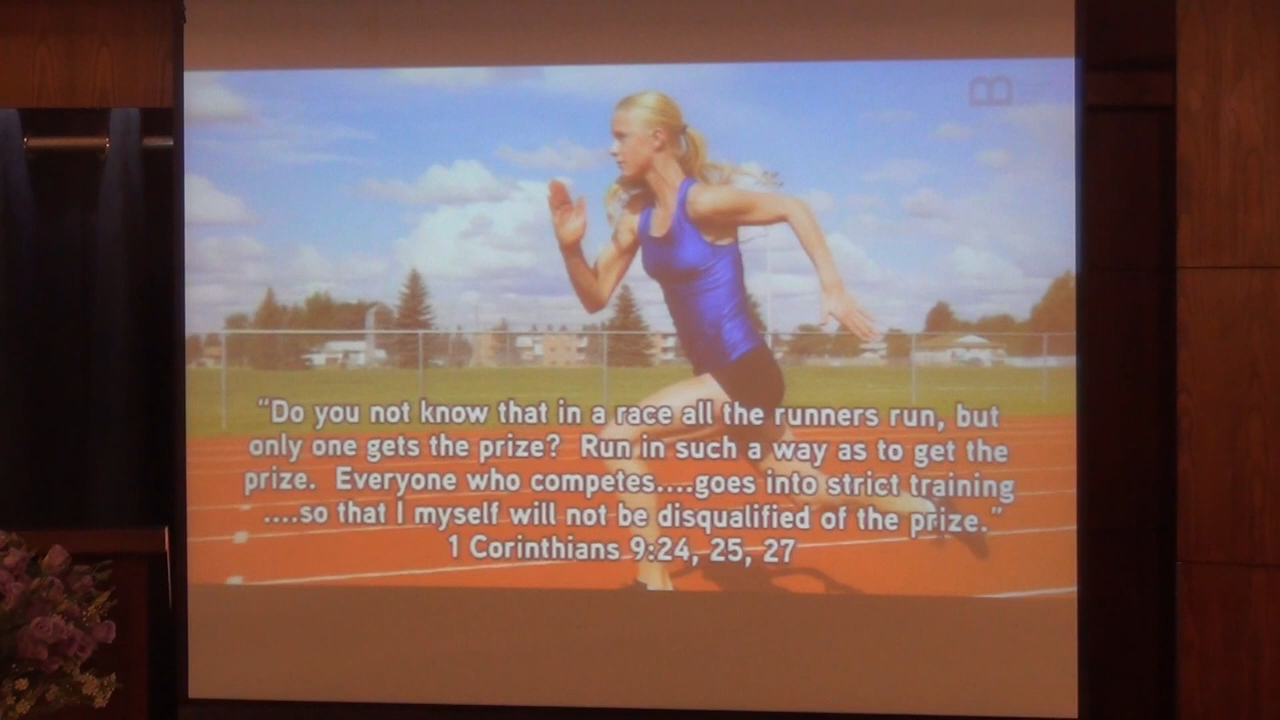 “Do you not know that in a race all the runners run, but
only one gets the prize?  Run in such a way as to get the
prize.  Everyone who competes....goes into strict training
....so that I myself will not be disqualified of the prize.”
1 Corinthians 9:24, 25, 27